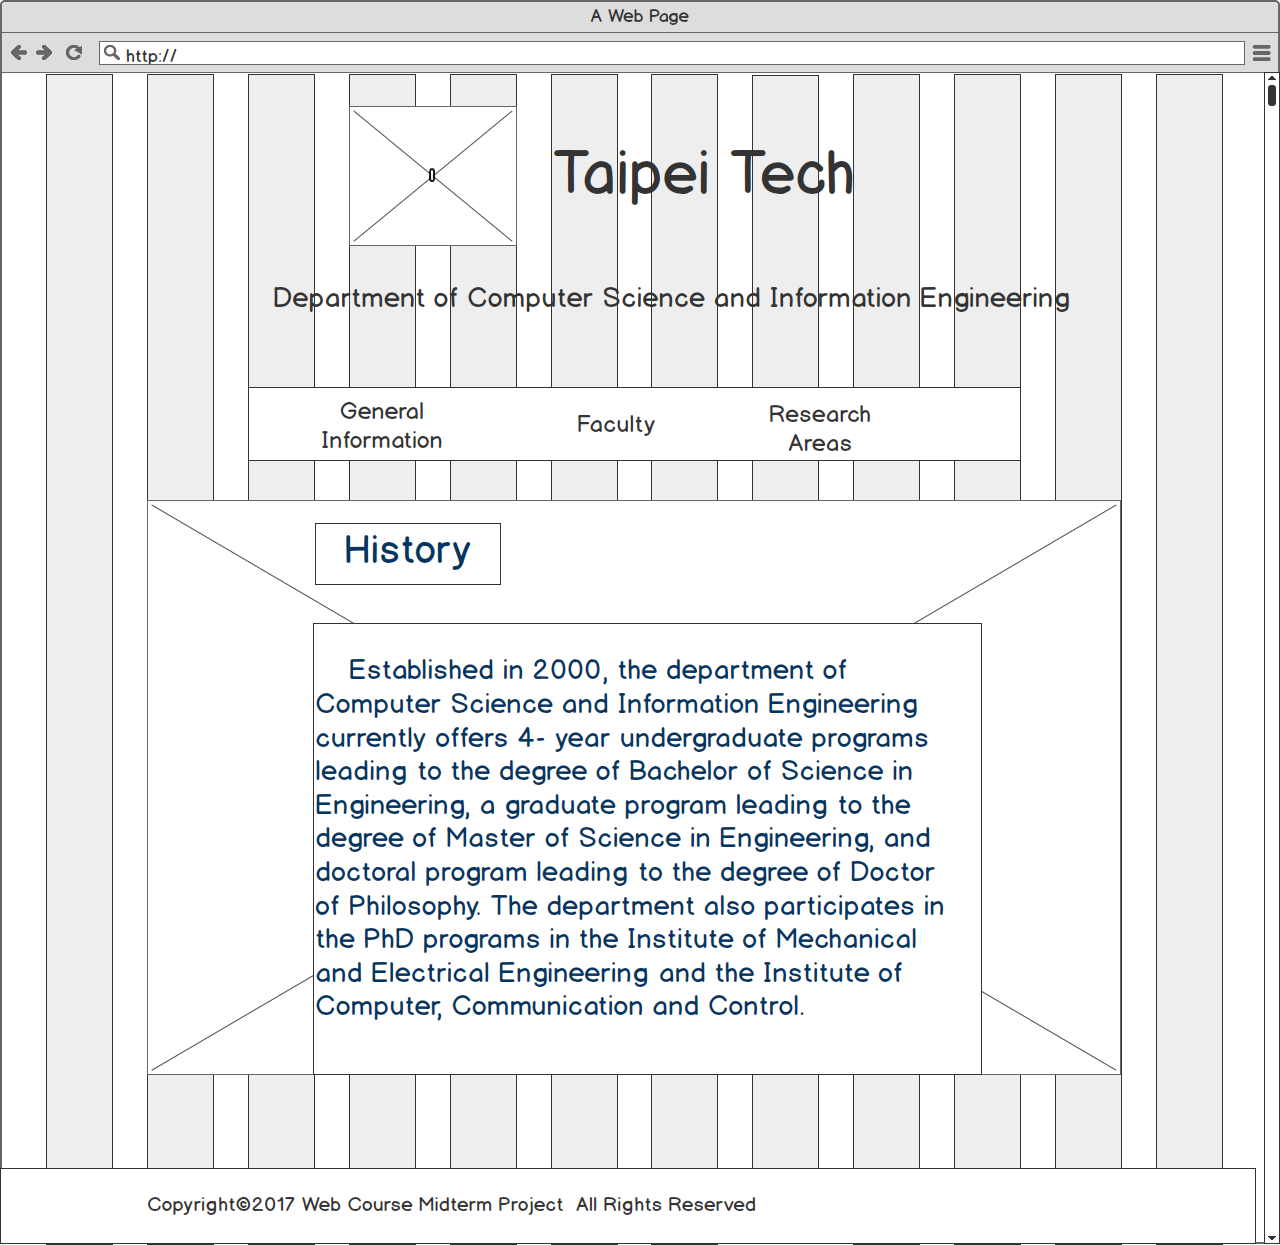 A Web Page
http://
Taipei Tech
Department of Computer Science and Information Engineering
General
Information
Faculty
Research
Areas
History
Established in 2000, the department of
Computer Science and Information Engineering
currently offers 4- year undergraduate programs
leading to the degree of Bachelor of Science in
Engineering, a graduate program leading to the
degree of Master of Science in Engineering, and
doctoral program leading to the degree of Doctor
of Philosophy. The department also participates in
the PhD programs in the Institute of Mechanical
and Electrical Engineering and the Institute of
Computer, Communication and Control.
Copyright©2017 Web Course Midterm Project  All Rights Reserved